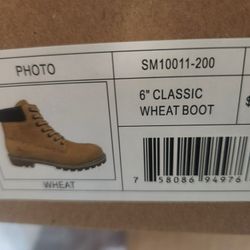 PHOTO
SM10011-200
6" CLASSIC
WHEAT BOOT
$
WHEAT
7 58086 94976